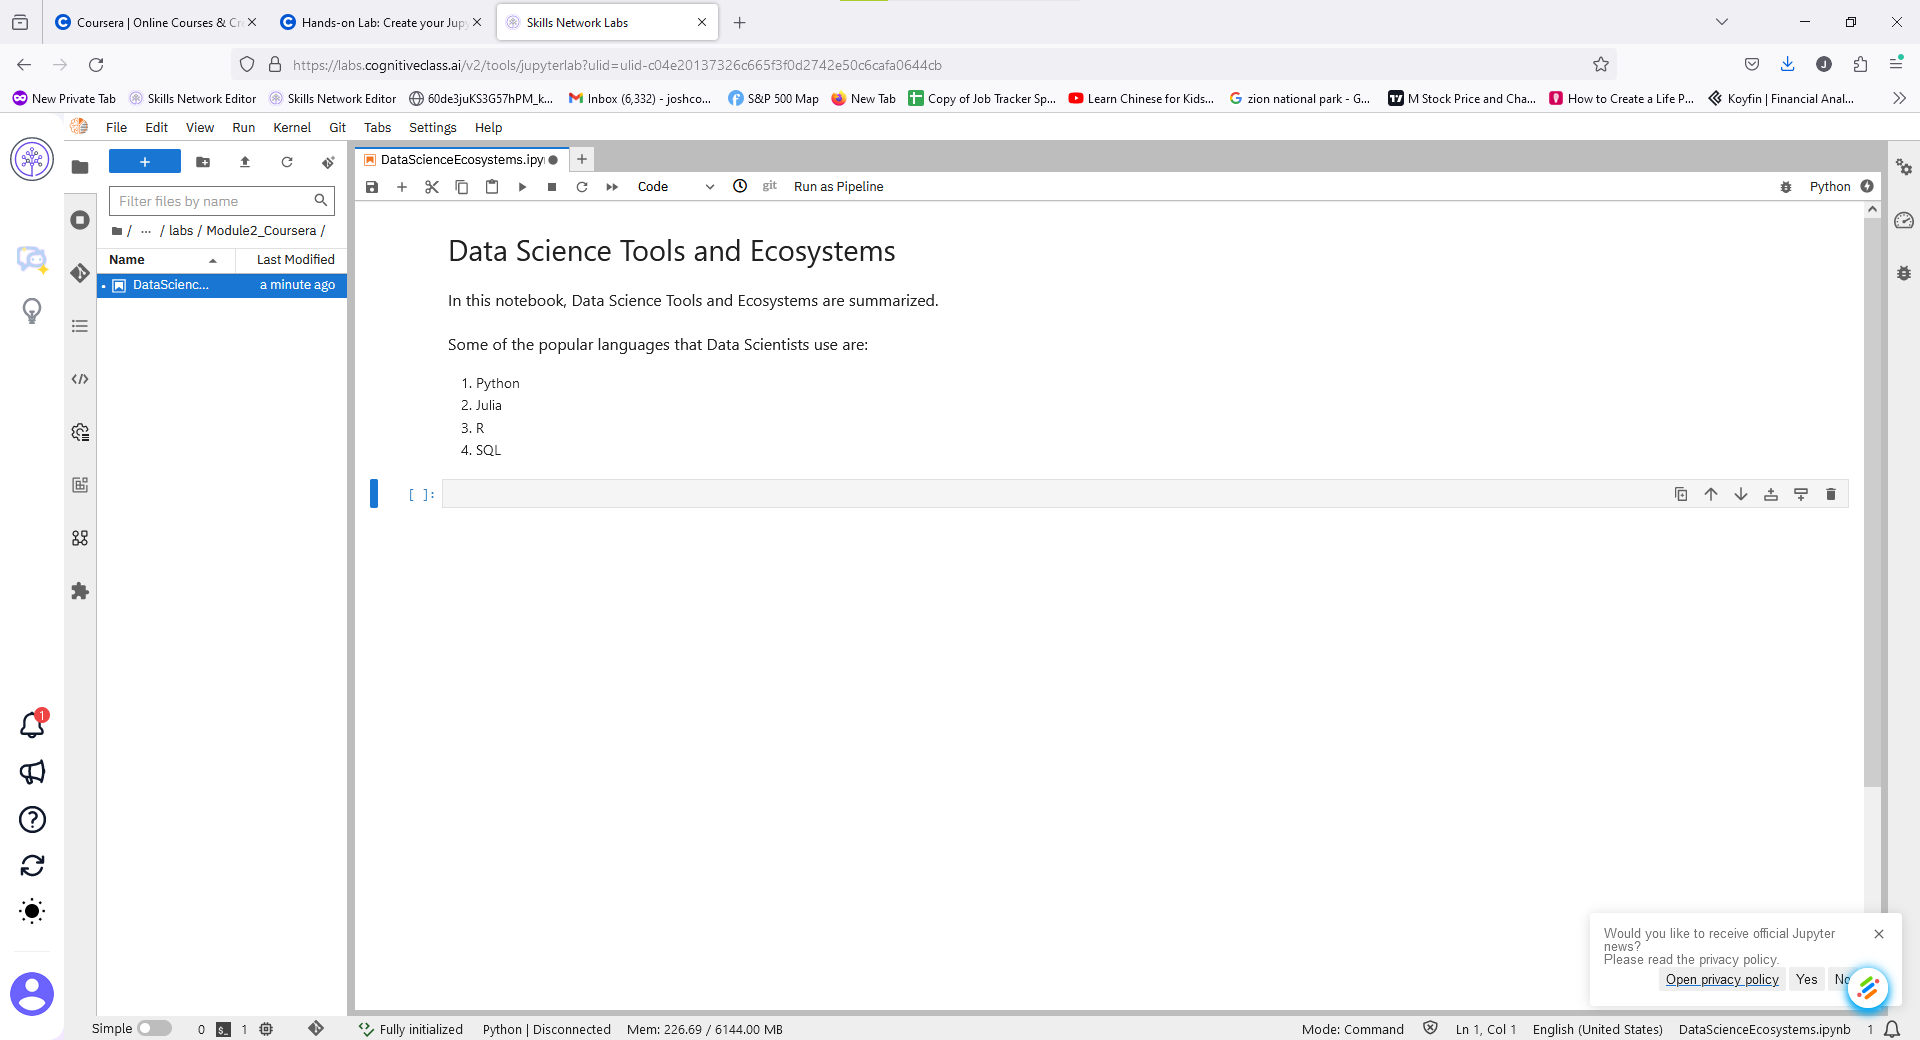 Coursera | Online Courses & Cr
Hands-on Lab: Create your Jupy
Skills Network Labs
https://labs.cognitiveclass.ai/v2/tools/jupyterlab?ulid=ulid-c04e20137326c665f3f0d2742e50c6cafa0644cb
J
New Private Tab
Skills Network Editor
Skills Network Editor
60de3juKS3G57hPM_k...
Inbox (6,332) - joshco...
S&P 500 Map
New Tab
Copy of Job Tracker Sp...
Learn Chinese for Kids...
zion national park - G...
M Stock Price and Cha...
How to Create a Life P...
Koyfin | Financial Anal...
File Edit View Run Kernel Git Tabs Settings Help
Filter files by name
/ ... / labs / Module2_Coursera /
Name Last Modified
DataScienc... a minute ago
DataScienceEcosystems.ipy
Code
git
Run as Pipeline
Python
Data Science Tools and Ecosystems
In this notebook, Data Science Tools and Ecosystems are summarized.
Some of the popular languages that Data Scientists use are:
1. Python
2. Julia
3. R
4. SQL
[ ]:
1
Would you like to receive official Jupyter
news?
Please read the privacy policy.
Open privacy policy Yes No
Simple 0 $_ 1 Fully initialized Python | Disconnected Mem: 226.69 / 6144.00 MB Mode: Command Ln 1, Col 1 English (United States) DataScienceEcosystems.ipynb 1